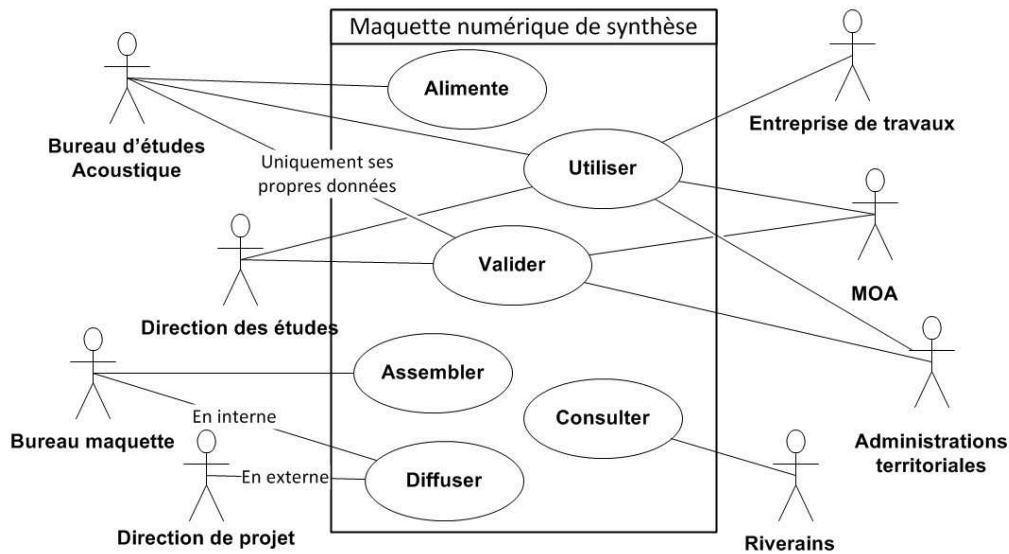 Maquette numérique de synthèse
Alimente
Bureau d'études
Acoustique
Entreprise de travaux
Uniquement ses
propres données
Utiliser
Valider
MOA
Direction des études
Assembler
Consulter
En interne
Bureau maquette
Administrations
territoriales
En externe
Diffuser
Direction de projet
Riverains